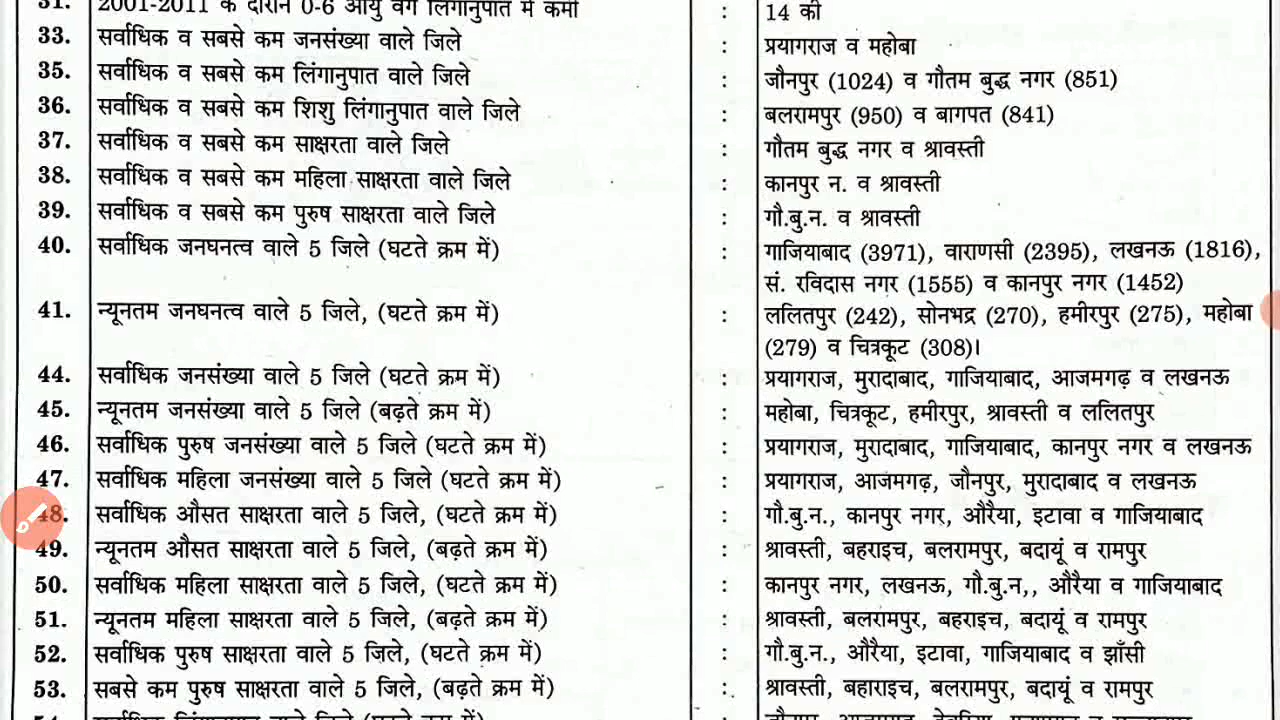 31. 2001-2011 के दौरान 0-6 आयु वर्ग लिंगानुपात में कमी : 14 की
33. सर्वाधिक व सबसे कम जनसंख्या वाले जिले : प्रयागराज व महोबा
35. सर्वाधिक व सबसे कम लिंगानुपात वाले जिले : जौनपुर (1024) व गौतम बुद्ध नगर (851)
36. सर्वाधिक व सबसे कम शिशु लिंगानुपात वाले जिले : बलरामपुर (950) व बागपत (841)
37. सर्वाधिक व सबसे कम साक्षरता वाले जिले : गौतम बुद्ध नगर व श्रावस्ती
38. सर्वाधिक व सबसे कम महिला साक्षरता वाले जिले : कानपुर न. व श्रावस्ती
39. सर्वाधिक व सबसे कम पुरुष साक्षरता वाले जिले : गौ.बु.न. व श्रावस्ती
40. सर्वाधिक जनघनत्व वाले 5 जिले (घटते क्रम में) : गाजियाबाद (3971), वाराणसी (2395), लखनऊ (1816),
सं. रविदास नगर (1555) व कानपुर नगर (1452)
41. न्यूनतम जनघनत्व वाले 5 जिले, (घटते क्रम में) : ललितपुर (242), सोनभद्र (270), हमीरपुर (275), महोबा
(279) व चित्रकूट (308)।
44. सर्वाधिक जनसंख्या वाले 5 जिले (घटते क्रम में) : प्रयागराज, मुरादाबाद, गाजियाबाद, आजमगढ़ व लखनऊ
45. न्यूनतम जनसंख्या वाले 5 जिले (बढ़ते क्रम में) : महोबा, चित्रकूट, हमीरपुर, श्रावस्ती व ललितपुर
46. सर्वाधिक पुरुष जनसंख्या वाले 5 जिले (घटते क्रम में) : प्रयागराज, मुरादाबाद, गाजियाबाद, कानपुर नगर व लखनऊ
47. सर्वाधिक महिला जनसंख्या वाले 5 जिले (घटते क्रम में) : प्रयागराज, आजमगढ़, जौनपुर, मुरादाबाद व लखनऊ
48. सर्वाधिक औसत साक्षरता वाले 5 जिले, (घटते क्रम में) : गौ.बु.न., कानपुर नगर, औरैया, इटावा व गाजियाबाद
49. न्यूनतम औसत साक्षरता वाले 5 जिले, (बढ़ते क्रम में) : श्रावस्ती, बहराइच, बलरामपुर, बदायूं व रामपुर
50. सर्वाधिक महिला साक्षरता वाले 5 जिले, (घटते क्रम में) : कानपुर नगर, लखनऊ, गौ.बु.न,, औरैया व गाजियाबाद
51. न्यूनतम महिला साक्षरता वाले 5 जिले, (बढ़ते क्रम में) : श्रावस्ती, बलरामपुर, बहराइच, बदायूं व रामपुर
52. सर्वाधिक पुरुष साक्षरता वाले 5 जिले, (घटते क्रम में) : गौ.बु.न., औरैया, इटावा, गाजियाबाद व झाँसी
53. सबसे कम पुरुष साक्षरता वाले 5 जिले, (बढ़ते क्रम में) : श्रावस्ती, बहाराइच, बलरामपुर, बदायूं व रामपुर